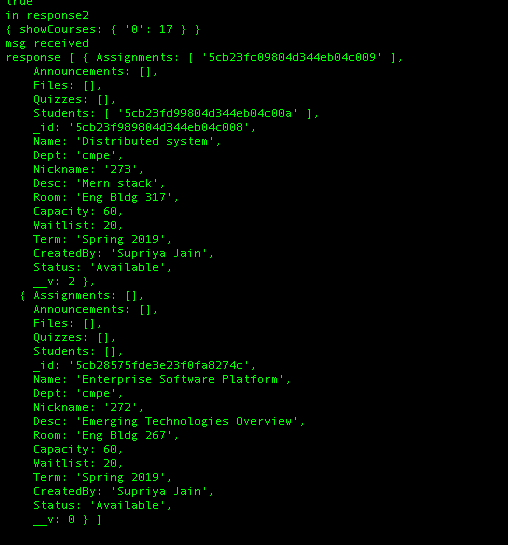 true
in response2
{ showCourses: { '0': 17 } }
msg received
response [ { Assignments: [ '5cb23fc09804d344eb04c009' ],
Announcements: [],
Files: [],
Quizzes: [],
Students: [ '5cb23fd99804d344eb04c00a' ],
_id: '5cb23f989804d344eb04c008',
Name: 'Distributed system',
Dept: 'cmpe',
Nickname: '273',
Desc: 'Mern stack',
Room: 'Eng Bldg 317',
Capacity: 60,
Waitlist: 20,
Term: 'Spring 2019',
CreatedBy: 'Supriya Jain',
Status: 'Available',
__v: 2 },
{ Assignments: [],
Announcements: [],
Files: [],
Quizzes: [],
Students: [],
_id: '5cb28575fde3e23f0fa8274c',
Name: 'Enterprise Software Platform',
Dept: 'cmpe',
Nickname: '272',
Desc: 'Emerging Technologies Overview',
Room: 'Eng Bldg 267',
Capacity: 60,
Waitlist: 20,
Term: 'Spring 2019',
CreatedBy: 'Supriya Jain',
Status: 'Available',
__v: 0 } ]